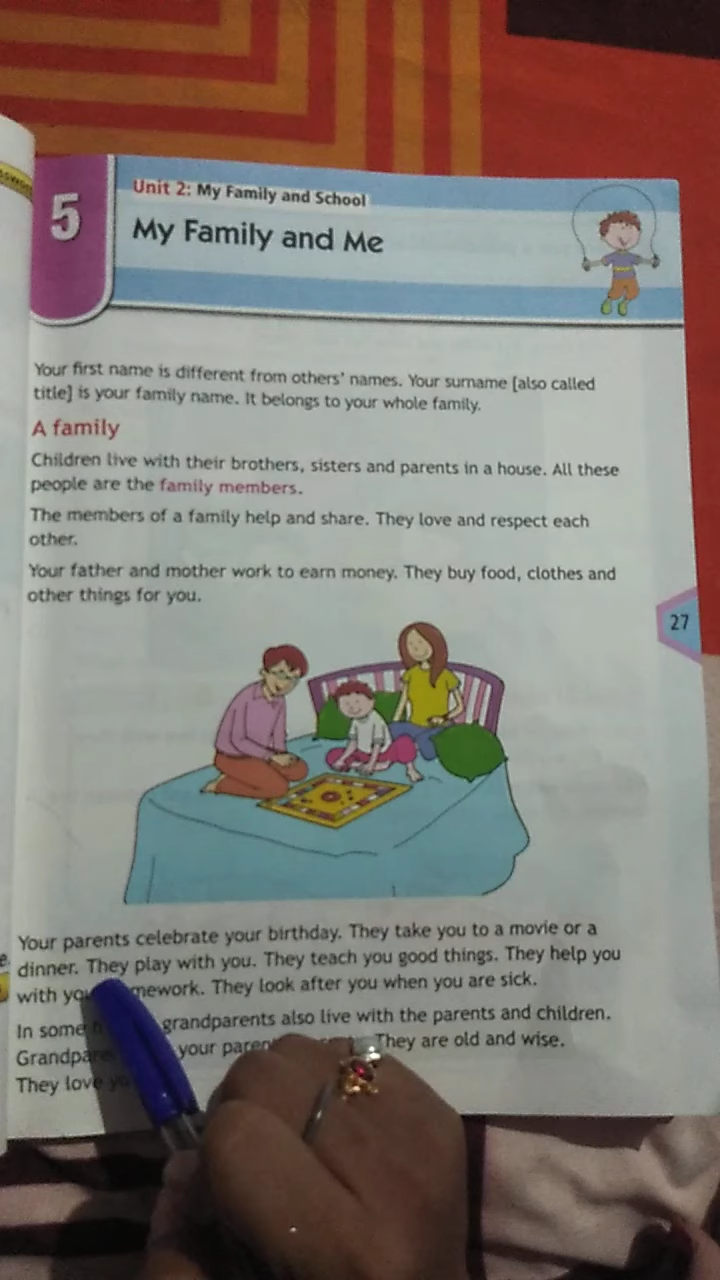 5
Unit 2: My Family and School
My Family and Me
Your first name is different from others' names. Your surname [also called
title] is your family name. It belongs to your whole family.
A family
Children live with their brothers, sisters and parents in a house. All these
people are the family members.
The members of a family help and share. They love and respect each
other.
Your father and mother work to earn money. They buy food, clothes and
other things for you.
27
Your parents celebrate your birthday. They take you to a movie or a
dinner. They play with you. They teach you good things. They help you
with They look after you when you are sick.
In some grandparents also live with the parents and children.
your They are old and wise.
They love